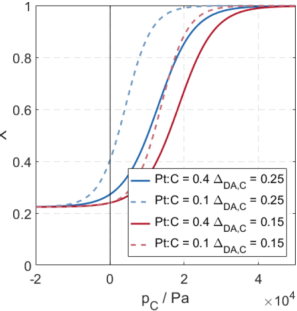 1
0.8
0.6
0.4
0.2
0
-2 0 2 4
×10⁴
p_C / Pa
Pt:C = 0.4 Δ_DA,C = 0.25
Pt:C = 0.1 Δ_DA,C = 0.25
Pt:C = 0.4 Δ_DA,C = 0.15
Pt:C = 0.1 Δ_DA,C = 0.15